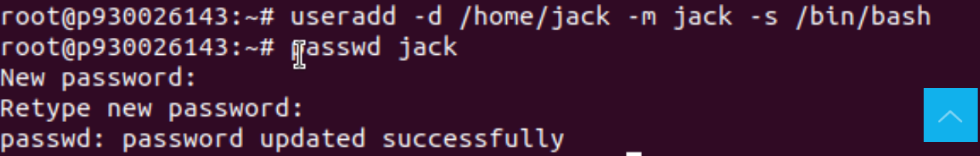 root@p930026143:~# useradd -d /home/jack -m jack -s /bin/bash
root@p930026143:~# passwd jack
New password:
Retype new password:
passwd: password updated successfully